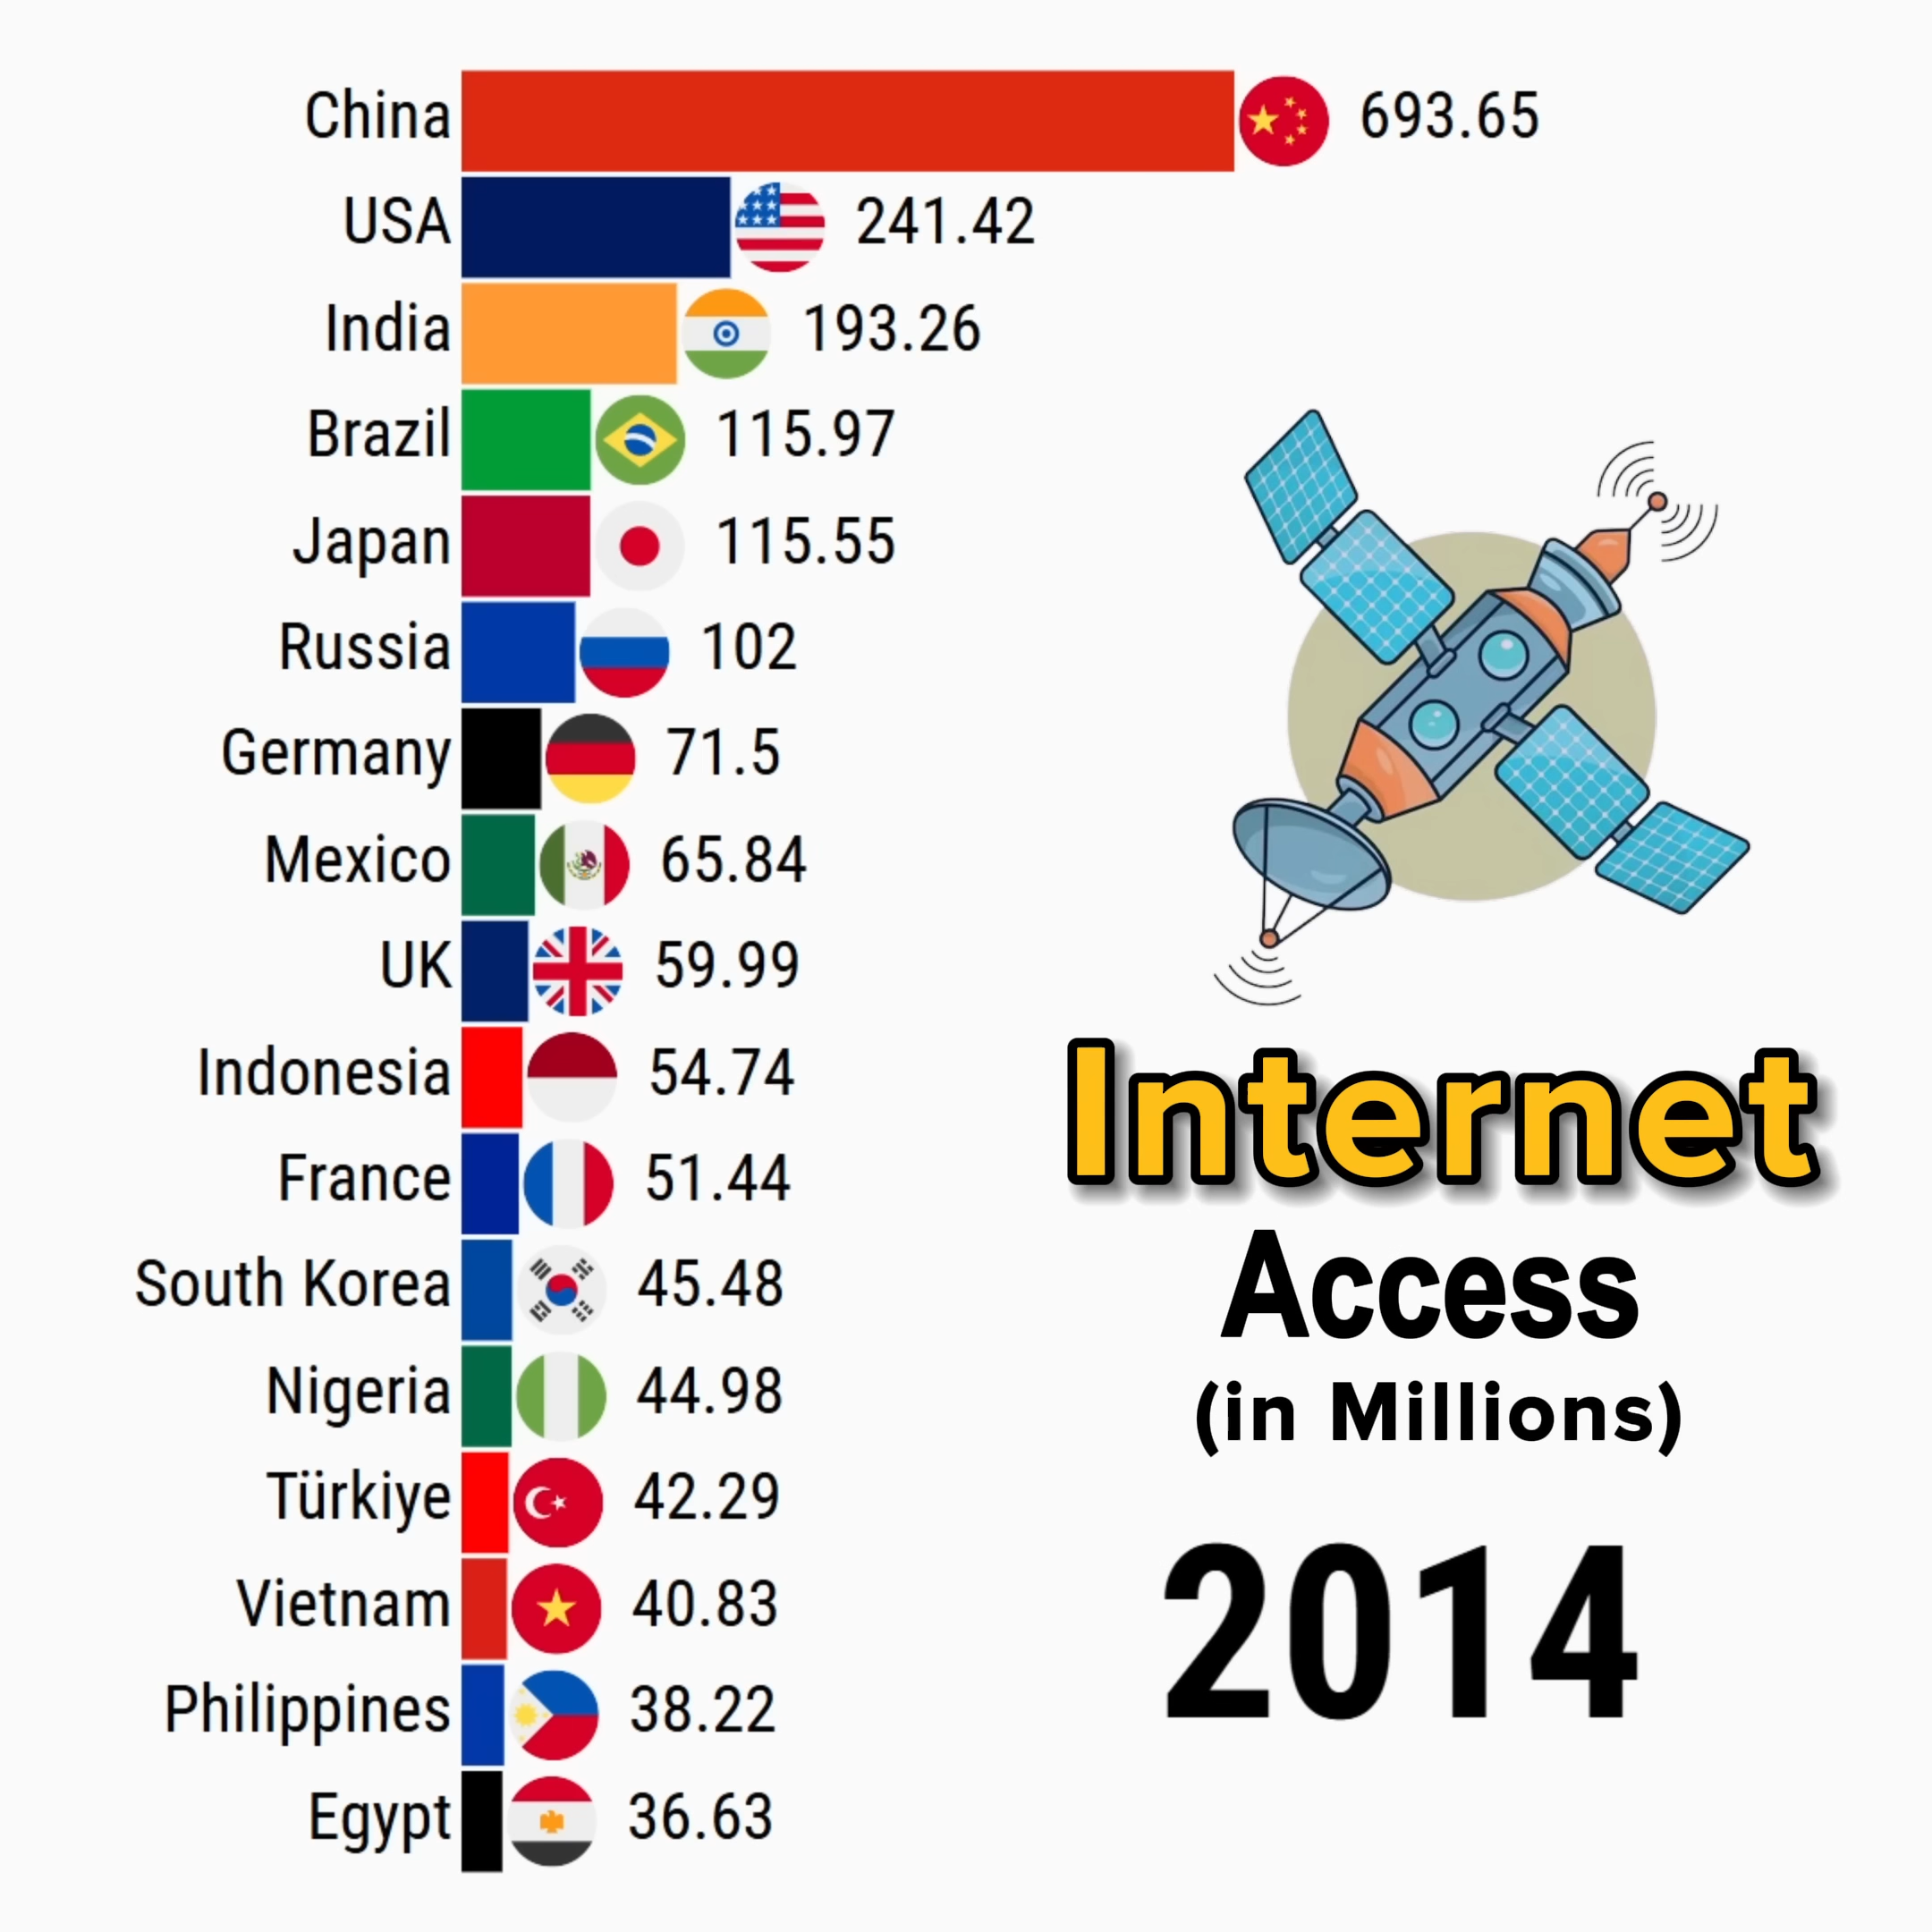 China 693.65
USA 241.42
India 193.26
Brazil 115.97
Japan 115.55
Russia 102
Germany 71.5
Mexico 65.84
UK 59.99
Indonesia 54.74
France 51.44
South Korea 45.48
Nigeria 44.98
Türkiye 42.29
Vietnam 40.83
Philippines 38.22
Egypt 36.63
Internet
Access
(in Millions)
2014